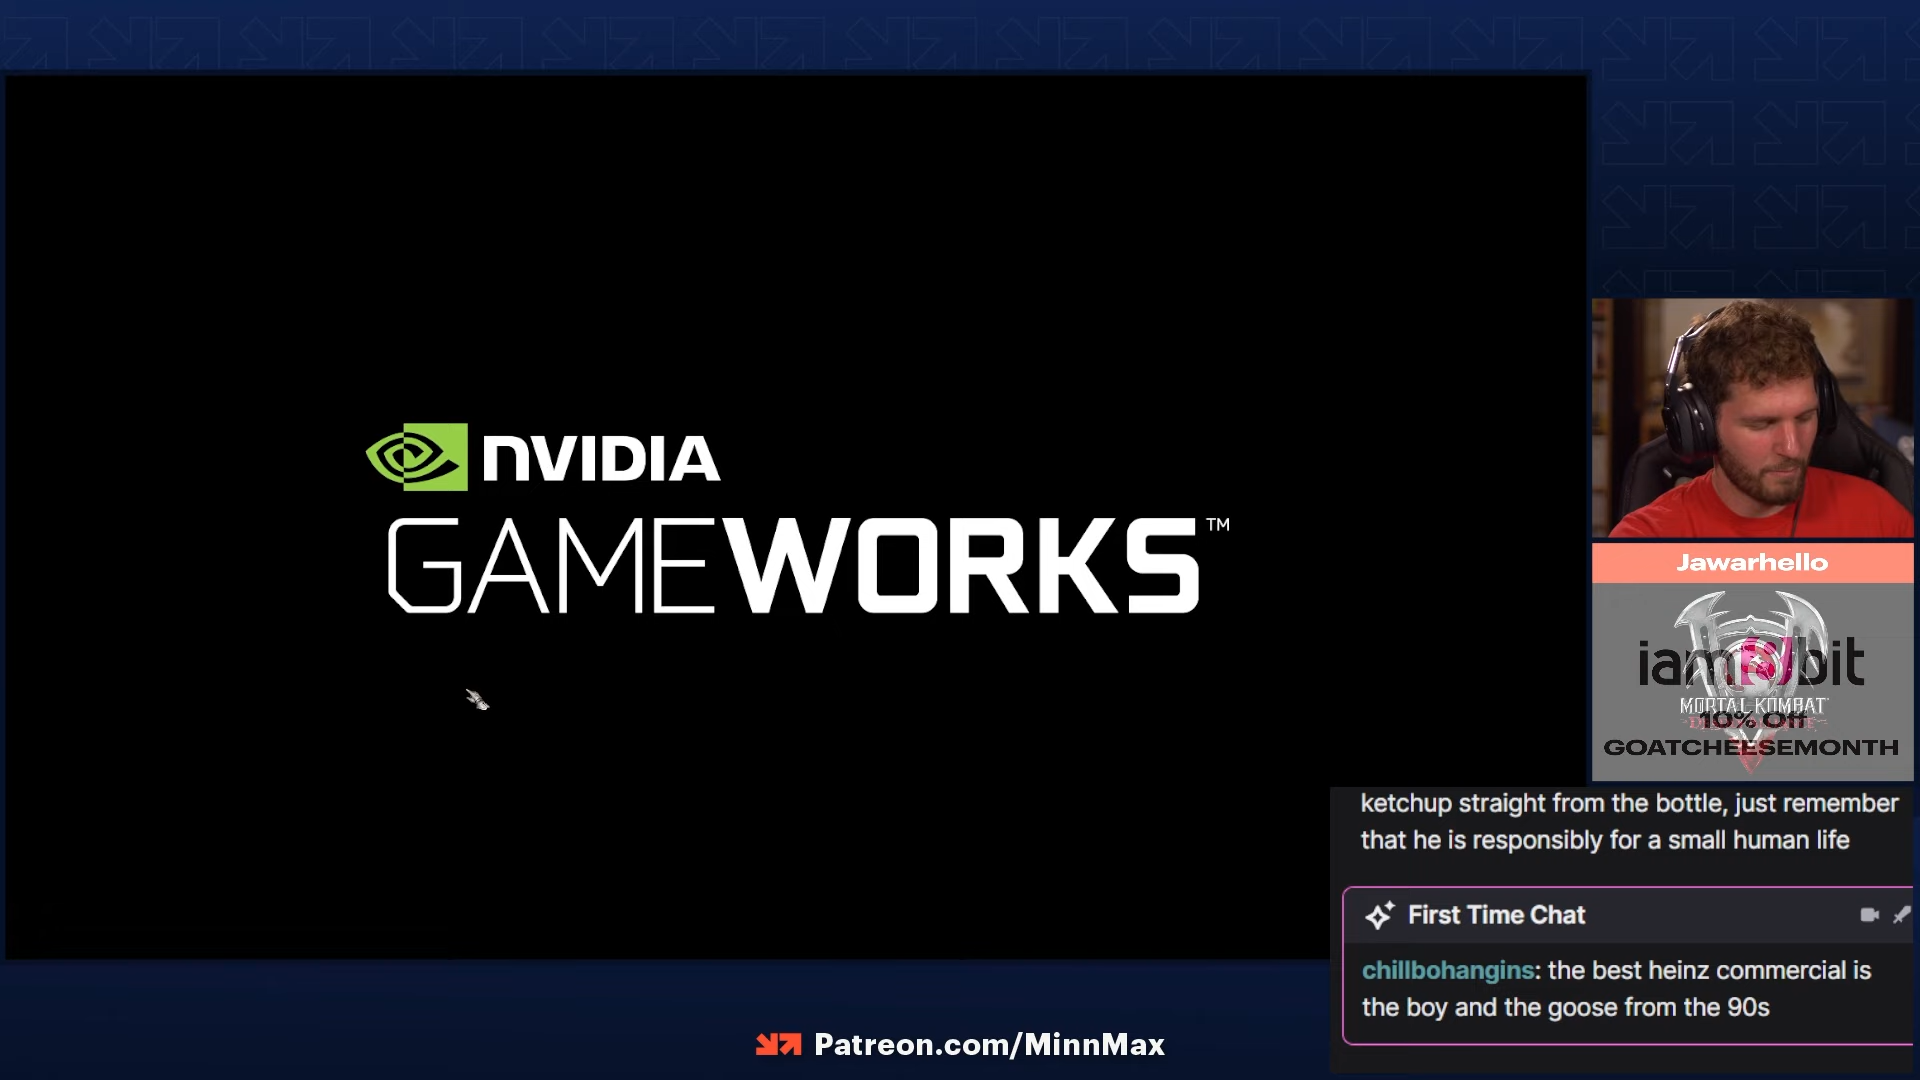 NVIDIA
GAMEWORKS™
Jawarhello
iam8bit
MORTAL KOMBAT
10% Off
GOATCHEESEMONTH
ketchup straight from the bottle, just remember
that he is responsibly for a small human life
First Time Chat
chillbohangins: the best heinz commercial is
the boy and the goose from the 90s
Patreon.com/MinnMax